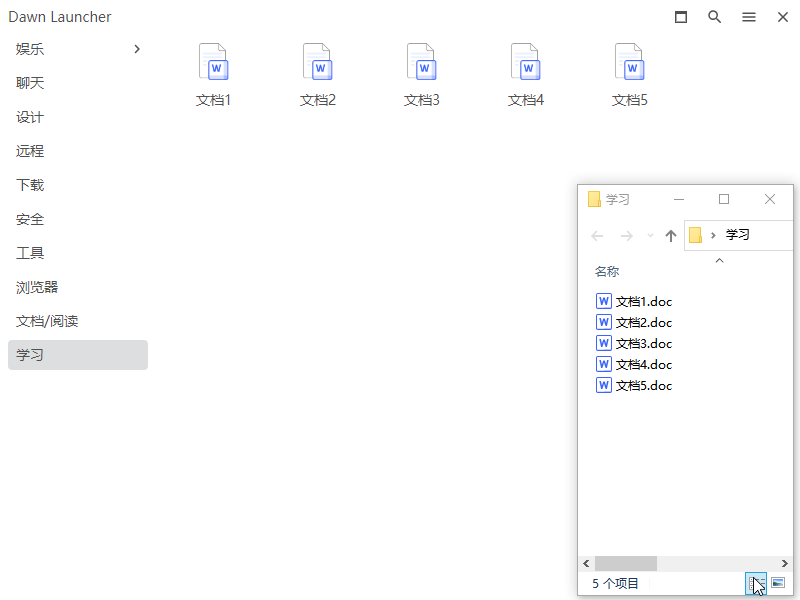 Dawn Launcher
娱乐
聊天
设计
远程
下载
安全
工具
浏览器
文档/阅读
学习
文档1
文档2
文档3
文档4
文档5
学习
学习
名称
文档1.doc
文档2.doc
文档3.doc
文档4.doc
文档5.doc
5 个项目